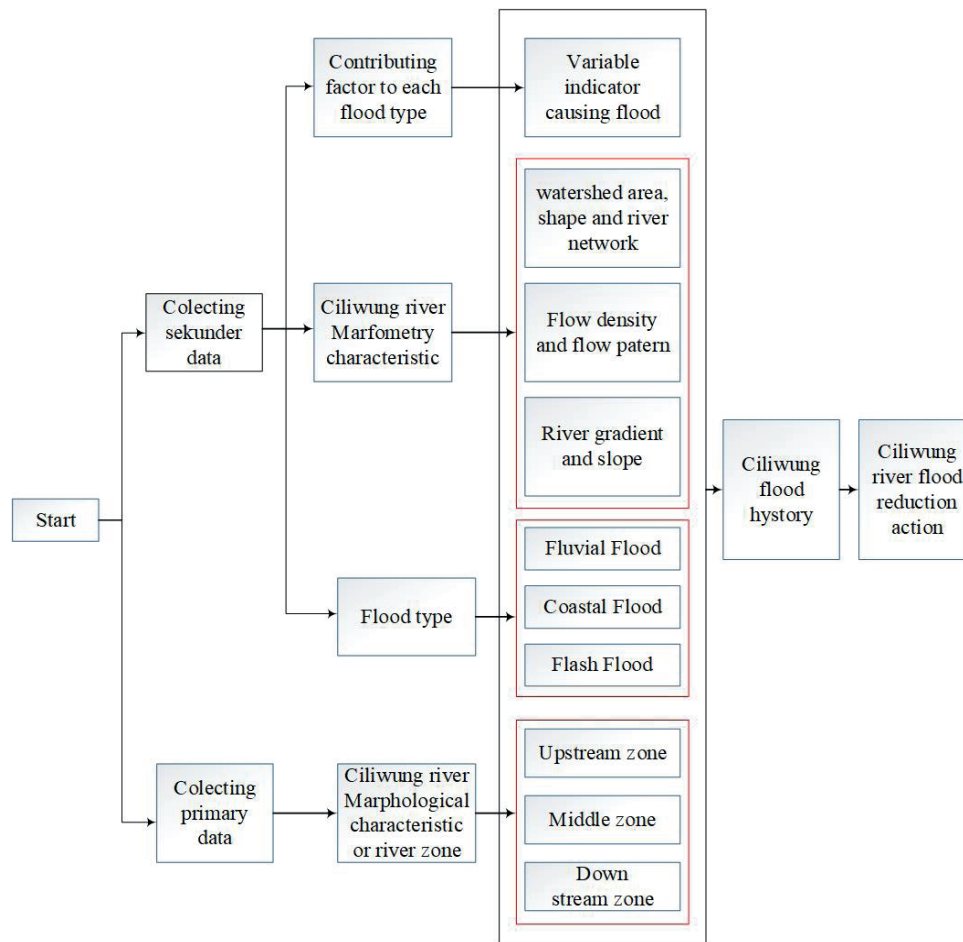 Contributing
factor to each
flood type
Variable
indicator
causing flood
watershed area,
shape and river
network
Colecting
sekunder
data
Ciliwung river
Marfometry
characteristic
Flow density
and flow patern
River gradient
and slope
Start
Ciliwung
flood
hystory
Ciliwung
river flood
reduction
action
Flood type
Fluvial Flood
Coastal Flood
Flash Flood
Colecting
primary
data
Ciliwung river
Marphological
characteristic
or river zone
Upstream zone
Middle zone
Down
stream zone